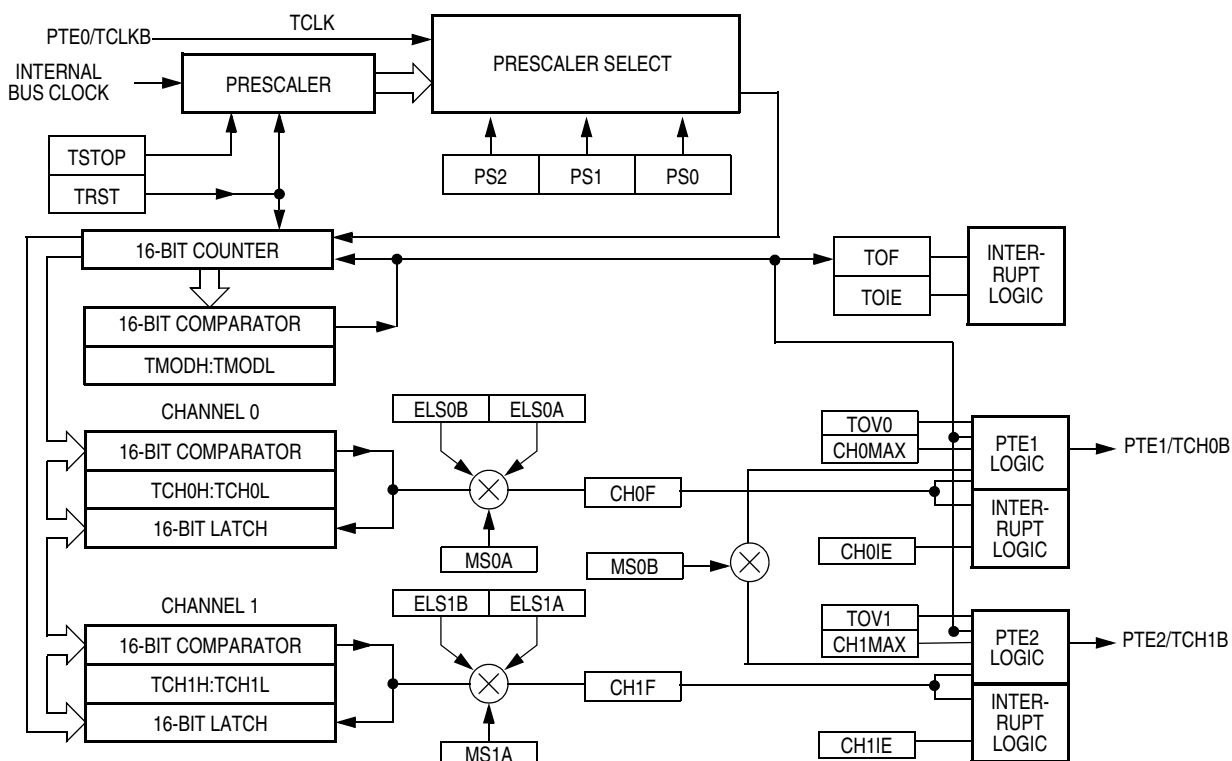 TCLK
PTE0/TCLKB
INTERNAL
BUS CLOCK
PRESCALER
PRESCALER SELECT
TSTOP
TRST
PS2
PS1
PS0
16-BIT COUNTER
TOF
TOIE
INTER-
RUPT
LOGIC
16-BIT COMPARATOR
TMODH:TMODL
CHANNEL 0
16-BIT COMPARATOR
TCH0H:TCH0L
16-BIT LATCH
ELS0B
ELS0A
MS0A
CH0F
TOV0
CH0MAX
PTE1
LOGIC
PTE1/TCH0B
INTER-
RUPT
LOGIC
CH0IE
MS0B
CHANNEL 1
16-BIT COMPARATOR
TCH1H:TCH1L
16-BIT LATCH
ELS1B
ELS1A
MS1A
CH1F
TOV1
CH1MAX
PTE2
LOGIC
PTE2/TCH1B
INTER-
RUPT
LOGIC
CH1IE